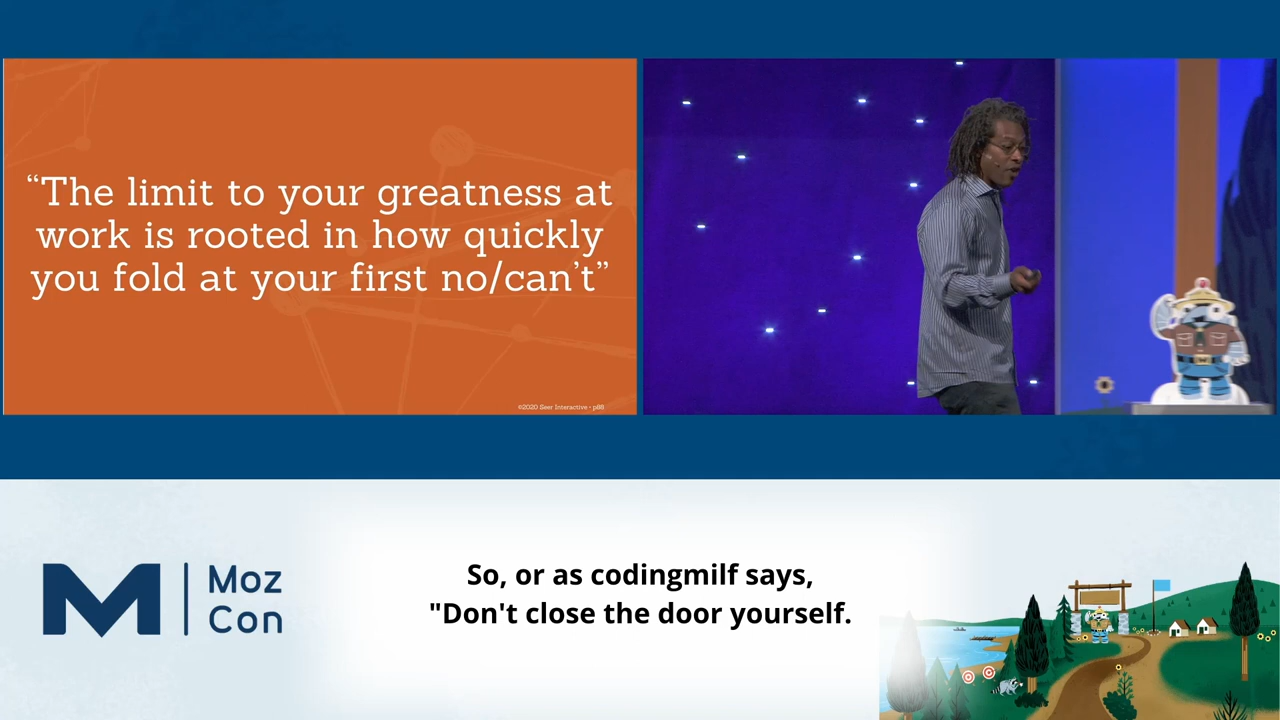 “The limit to your greatness at
work is rooted in how quickly
you fold at your first no/can’t”
©2020 Seer Interactive • p88
Moz
Con
So, or as codingmilf says,
"Don't close the door yourself.